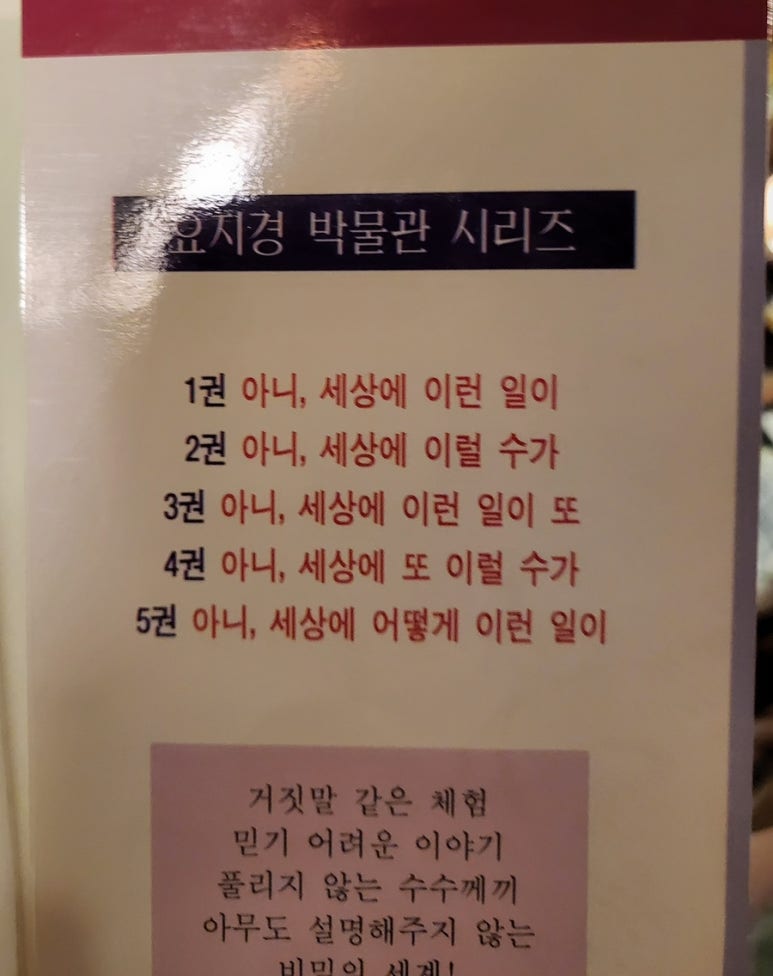 요지경 박물관 시리즈
1권 아니, 세상에 이런 일이
2권 아니, 세상에 이럴 수가
3권 아니, 세상에 이런 일이 또
4권 아니, 세상에 또 이럴 수가
5권 아니, 세상에 어떻게 이런 일이
거짓말 같은 체험
믿기 어려운 이야기
풀리지 않는 수수께끼
아무도 설명해주지 않는
비밀의 세계!